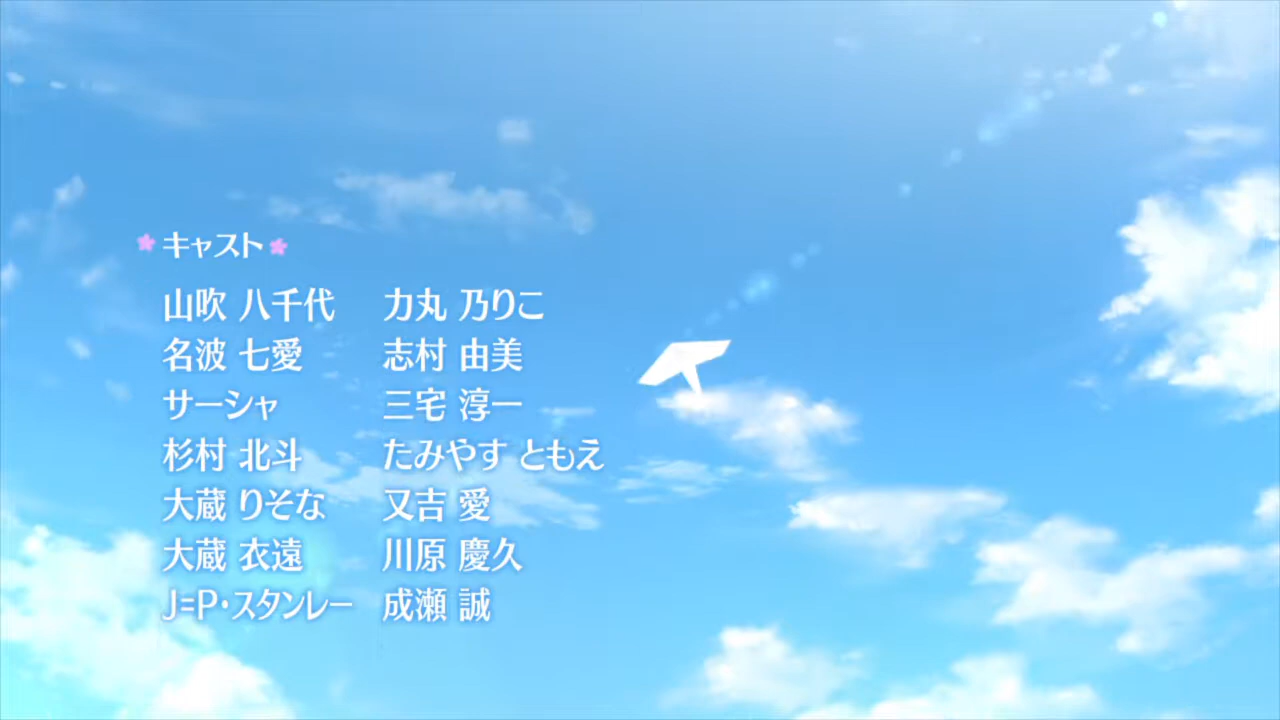 キャスト
山吹 八千代 力丸 乃りこ
名波 七愛 志村 由美
サーシャ 三宅 淳一
杉村 北斗 たみやす ともえ
大蔵 りそな 又吉 愛
大蔵 衣遠 川原 慶久
J=P・スタンレー 成瀬 誠